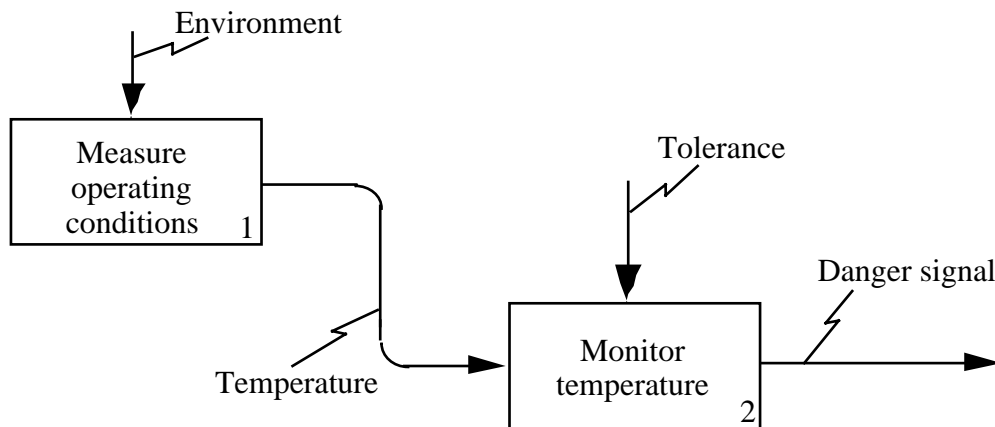 Environment
Measure
operating
conditions
1
Tolerance
Danger signal
Temperature
Monitor
temperature
2